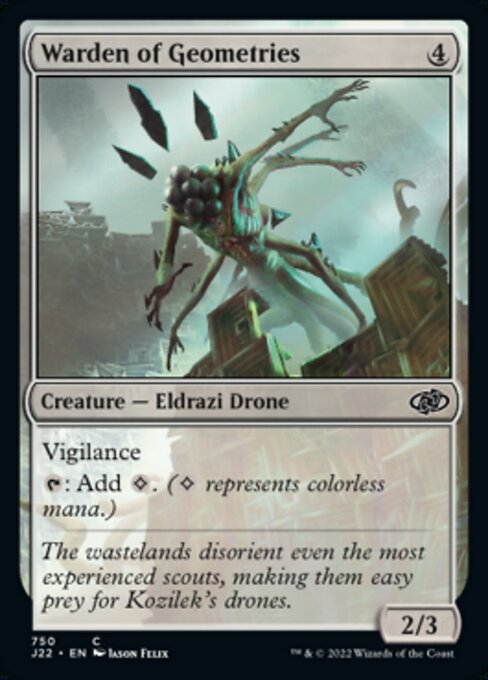 Warden of Geometries 4
Creature — Eldrazi Drone
Vigilance
: Add . ( represents colorless
mana.)
The wastelands disorient even the most
experienced scouts, making them easy
prey for Kozilek's drones.
2/3
750 C
J22 • EN Jason Felix
™ & © 2022 Wizards of the Coast